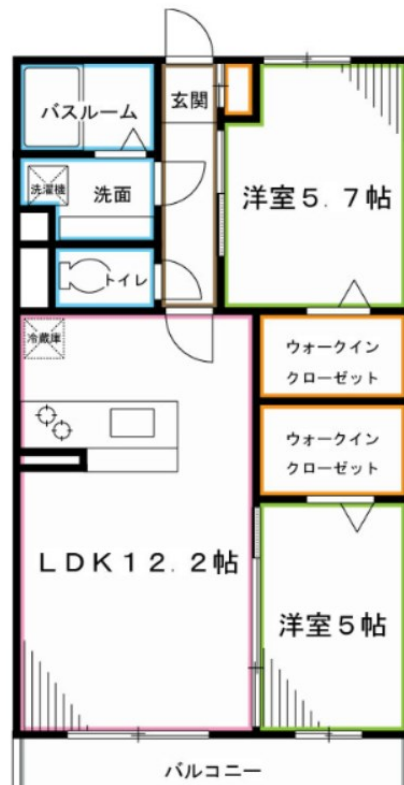 玄関
バスルーム
洗濯機
洗面
洋室5.7帖
トイレ
冷蔵庫
ウォークイン
クローゼット
ウォークイン
クローゼット
LDK12.2帖
洋室5帖
バルコニー